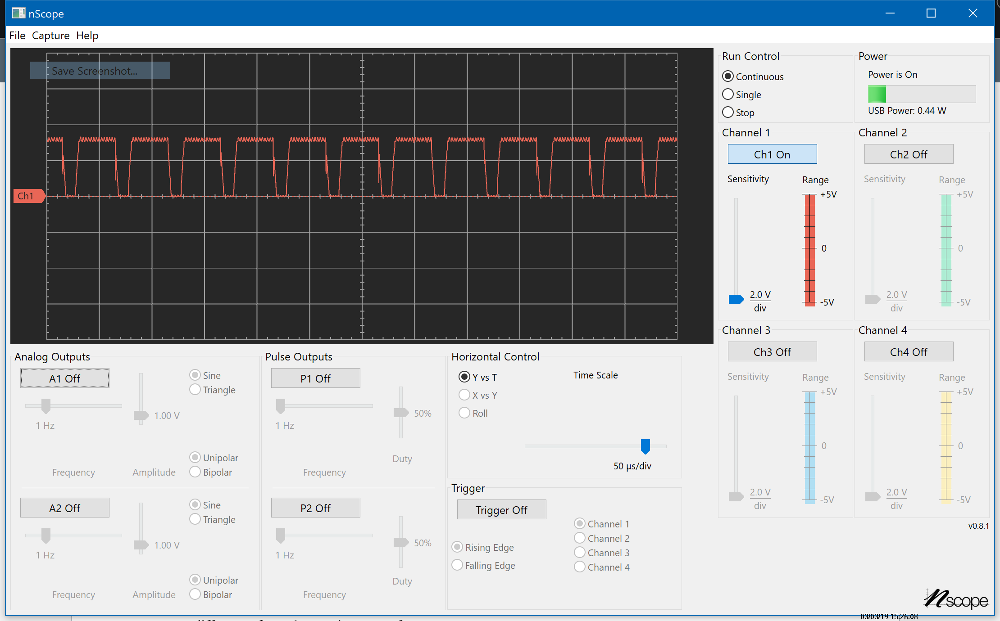 nScope
File Capture Help
Save Screenshot...
Ch1
Run Control
Continuous
Single
Stop
Power
Power is On
USB Power: 0.44 W
Channel 1
Ch1 On
Sensitivity
Range
+5V
0
-5V
2.0 V
div
Channel 2
Ch2 Off
Sensitivity
Range
+5V
0
-5V
2.0 V
div
Channel 3
Ch3 Off
Sensitivity
Range
+5V
0
-5V
2.0 V
div
Channel 4
Ch4 Off
Sensitivity
Range
+5V
0
-5V
2.0 V
div
v0.8.1
Analog Outputs
A1 Off
1 Hz
Frequency
1.00 V
Amplitude
Sine
Triangle
Unipolar
Bipolar
A2 Off
1 Hz
Frequency
1.00 V
Amplitude
Sine
Triangle
Unipolar
Bipolar
Pulse Outputs
P1 Off
1 Hz
Frequency
50%
Duty
P2 Off
1 Hz
Frequency
50%
Duty
Horizontal Control
Y vs T
X vs Y
Roll
Time Scale
50 µs/div
Trigger
Trigger Off
Rising Edge
Falling Edge
Channel 1
Channel 2
Channel 3
Channel 4
nscope
03/03/19 15:26:08